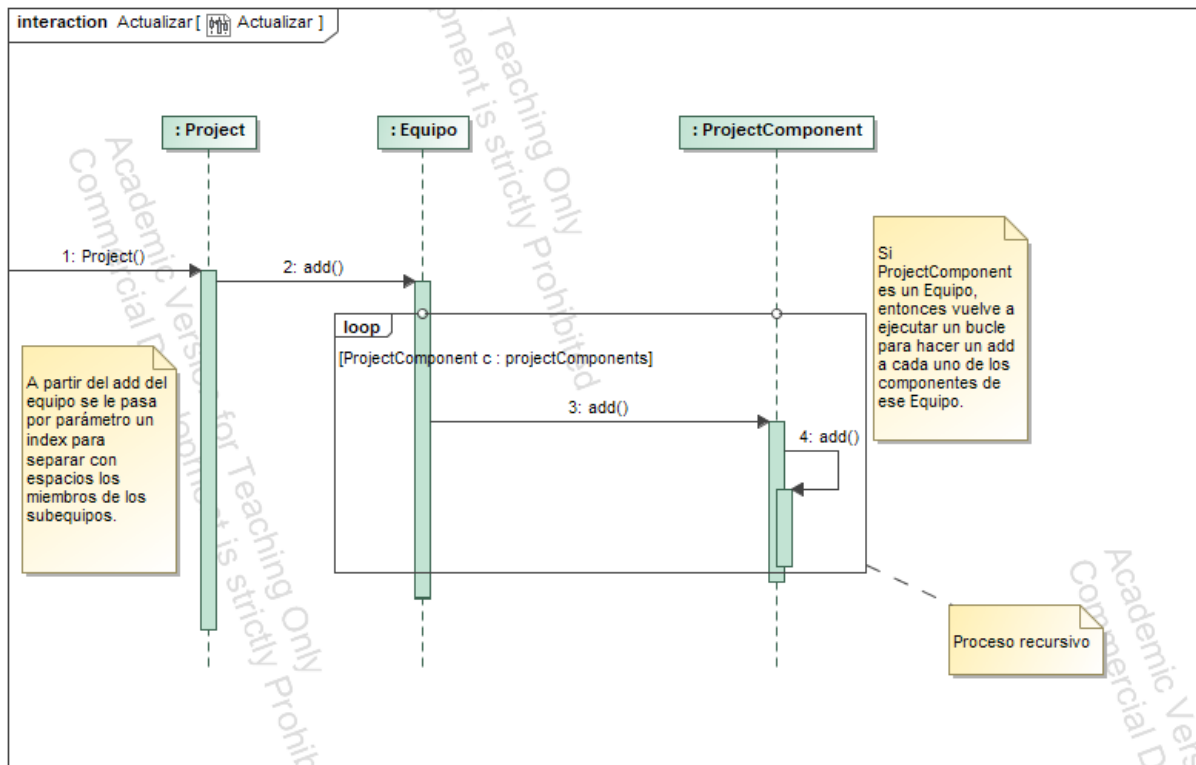 interaction Actualizar [ Actualizar ]
Teaching Only
pment is strictly Prohibited
: Project
: Equipo
: ProjectComponent
Academic Version for Teaching Only
Commercial Development is strictly Prohibit
1: Project()
2: add()
Si
ProjectComponent
es un Equipo,
entonces vuelve a
ejecutar un bucle
para hacer un add
a cada uno de los
componentes de
ese Equipo.
loop
[ProjectComponent c : projectComponents]
A partir del add del
equipo se le pasa
por parámetro un
index para
separar con
espacios los
miembros de los
subequipos.
3: add()
4: add()
Proceso recursivo
Academic Vers
Commercial D